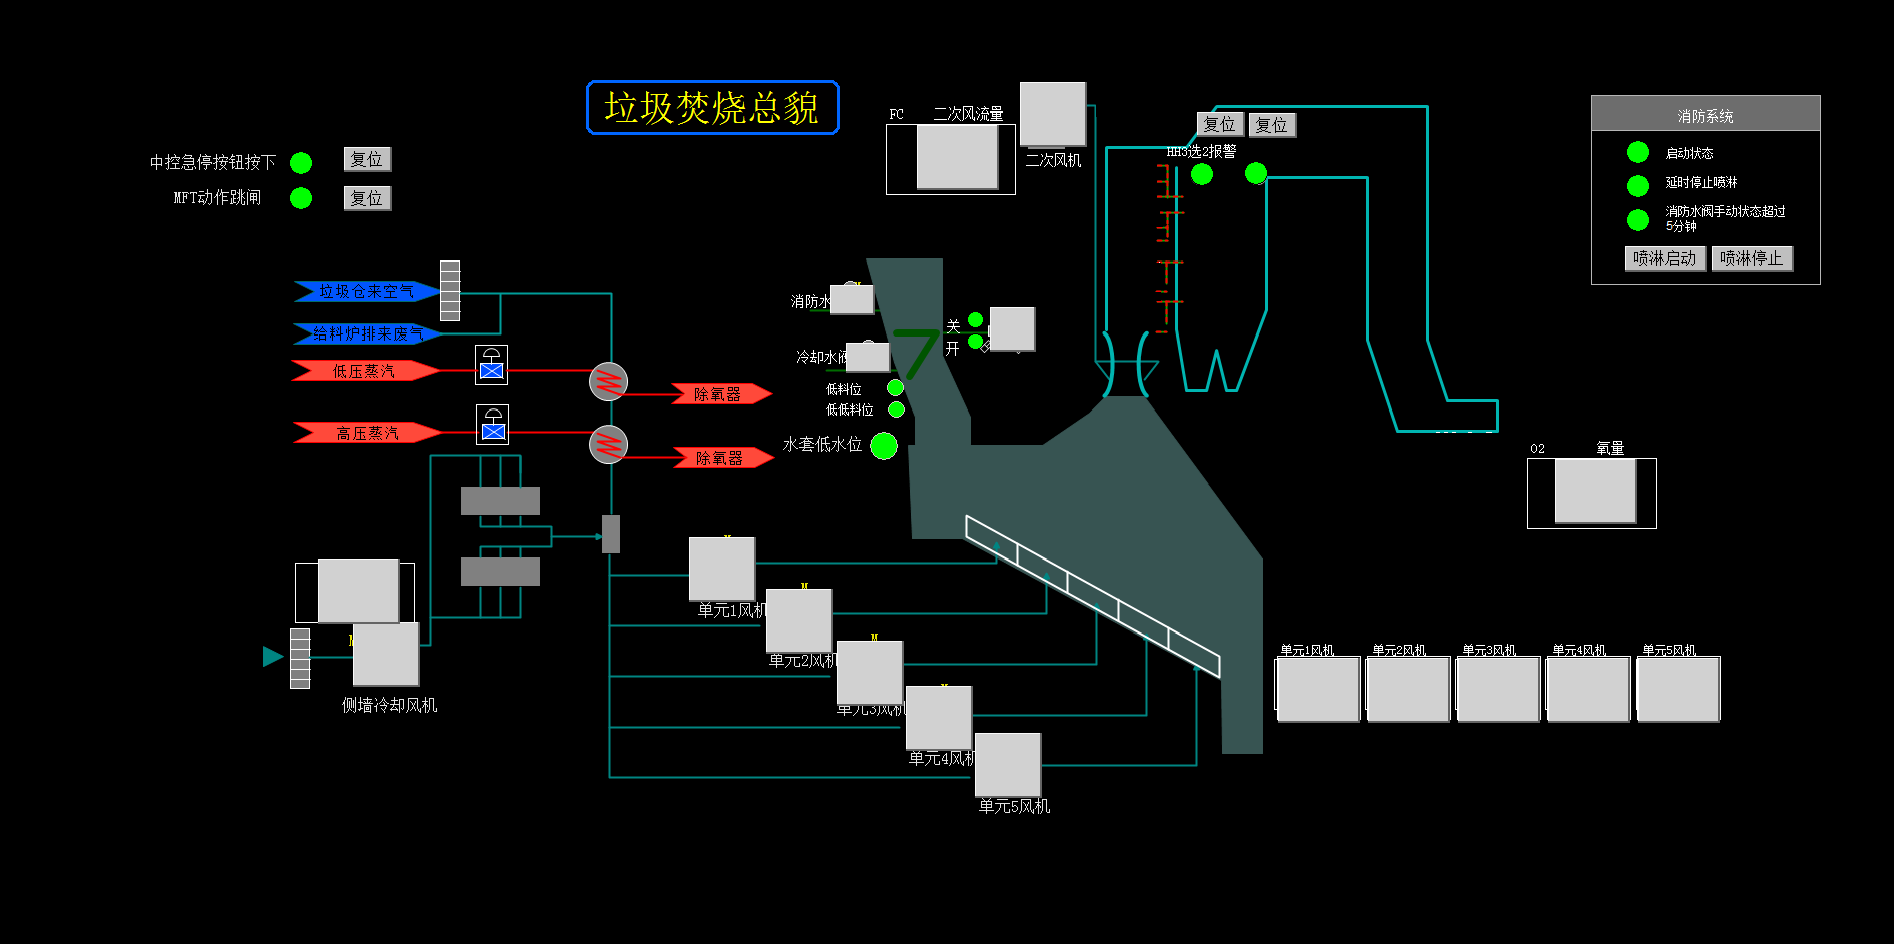 垃圾焚烧总貌
中控急停按钮按下
复位
MFT动作跳闸
复位
FC
二次风流量
二次风机
复位
复位
HH3选2报警
消防系统
启动状态
延时停止喷淋
消防水阀手动状态超过
5分钟
喷淋启动
喷淋停止
垃圾仓来空气
给料炉排来废气
低压蒸汽
除氧器
高压蒸汽
除氧器
消防水
冷却水阀
关
开
低料位
低低料位
水套低水位
O2
氧量
M
侧墙冷却风机
单元1风机
M
单元2风机
M
单元3风机
单元4风机
单元5风机
单元1风机
单元2风机
单元3风机
单元4风机
单元5风机